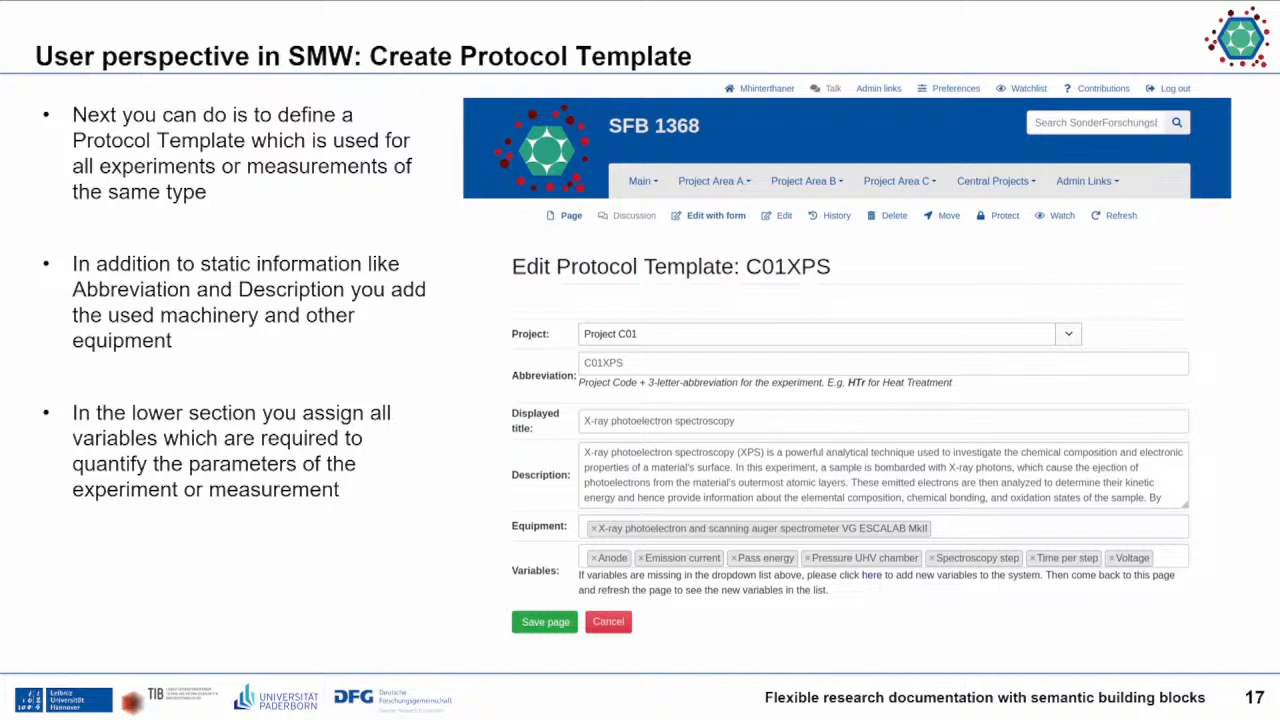 User perspective in SMW: Create Protocol Template
• Next you can do is to define a
Protocol Template which is used for
all experiments or measurements of
the same type
• In addition to static information like
Abbreviation and Description you add
the used machinery and other
equipment
• In the lower section you assign all
variables which are required to
quantify the parameters of the
experiment or measurement
Mhinterthaner Talk Admin links Preferences Watchlist ? Contributions Log out
SFB 1368
Search SonderForschungsl
Main Project Area A Project Area B Project Area C Central Projects Admin Links
Page Discussion Edit with form Edit History Delete Move Protect Watch Refresh
Edit Protocol Template: C01XPS
Project: Project C01
Abbreviation: C01XPS
Project Code + 3-letter-abbreviation for the experiment. E.g. HTr for Heat Treatment
Displayed title: X-ray photoelectron spectroscopy
Description: X-ray photoelectron spectroscopy (XPS) is a powerful analytical technique used to investigate the chemical composition and electronic
properties of a material's surface. In this experiment, a sample is bombarded with X-ray photons, which cause the ejection of
photoelectrons from the material's outermost atomic layers. These emitted electrons are then analyzed to determine their kinetic
energy and hence provide information about the elemental composition, chemical bonding, and oxidation states of the sample. By
Equipment: ×X-ray photoelectron and scanning auger spectrometer VG ESCALAB MkII
Variables: ×Anode ×Emission current ×Pass energy ×Pressure UHV chamber ×Spectroscopy step ×Time per step ×Voltage
If variables are missing in the dropdown list above, please click here to add new variables to the system. Then come back to this page
and refresh the page to see the new variables in the list.
Save page Cancel
Leibniz
Universität
Hannover
TIB
UNIVERSITÄT
PADERBORN
DFG Deutsche
Forschungsgemeinschaft
lexible research documentation with semantic building blocks
17